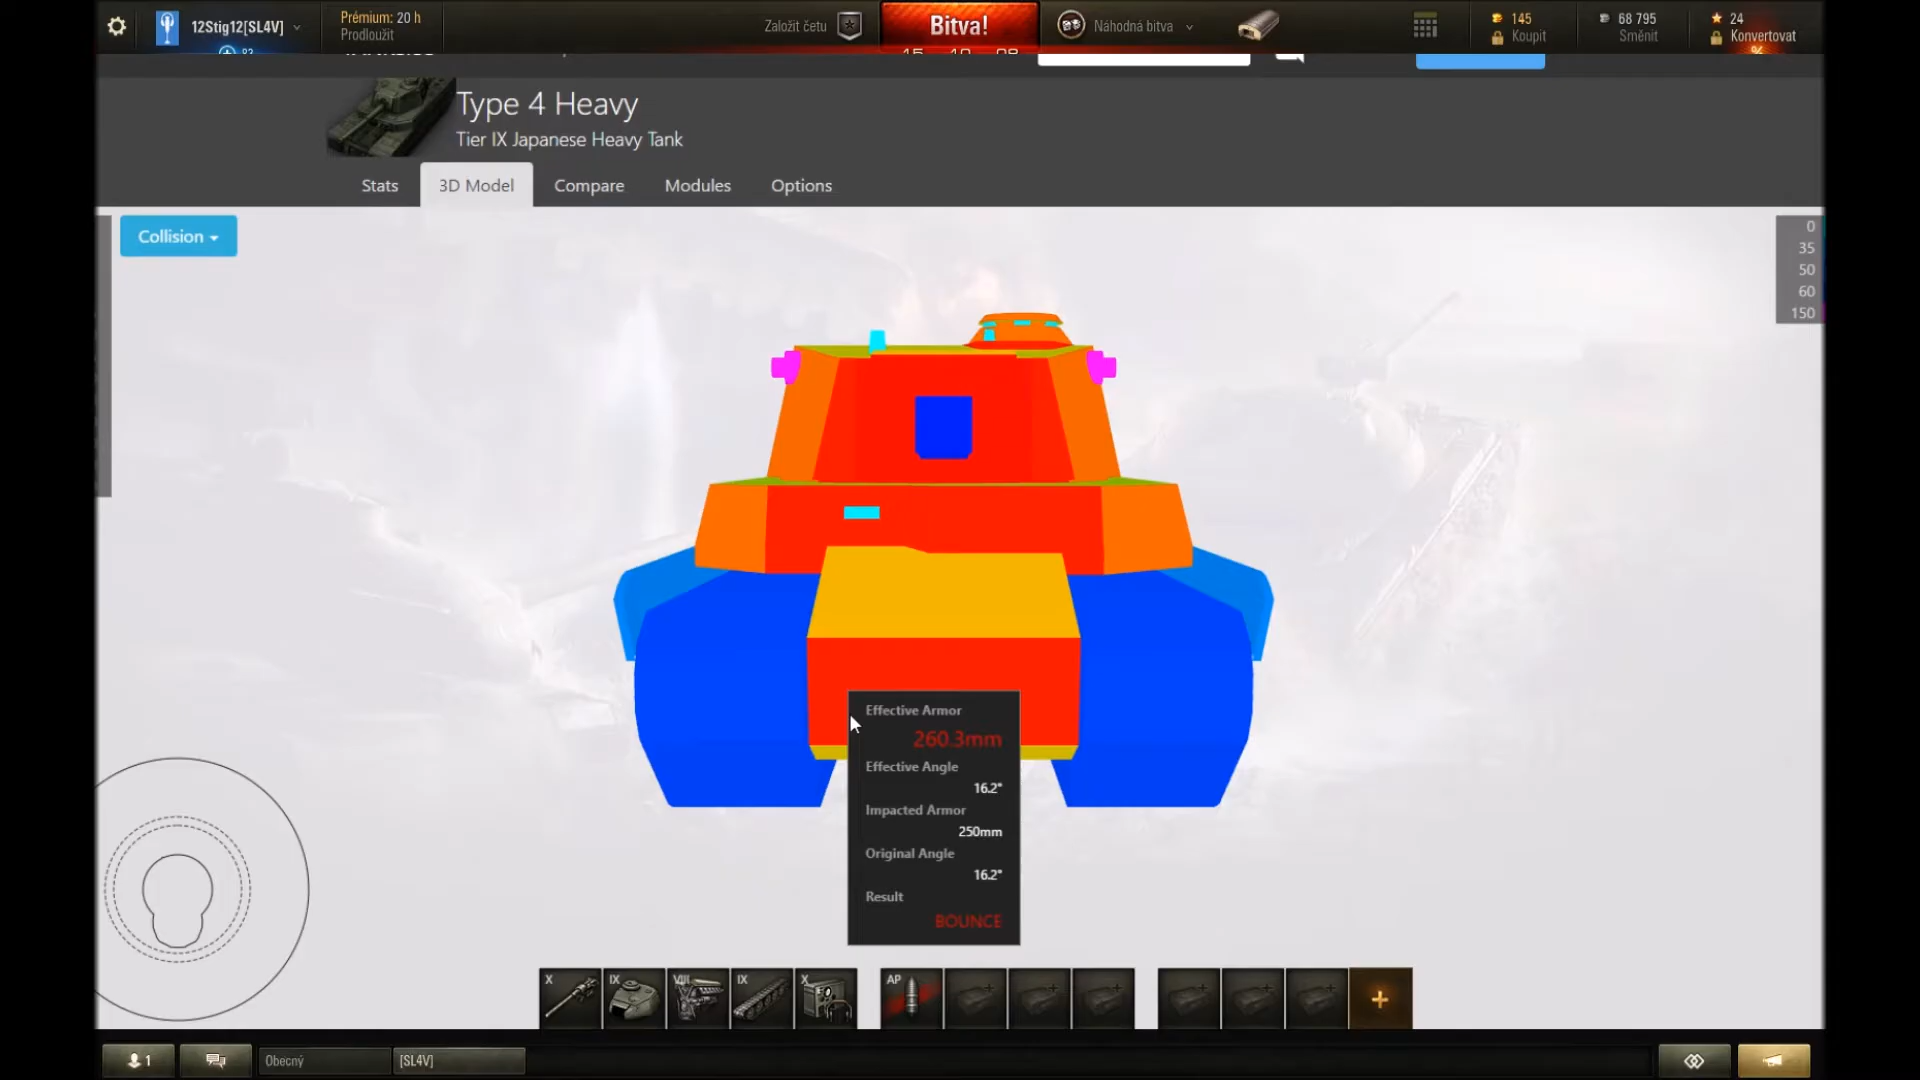 12Stig12[SL4V]
Prémium: 20 h
Prodloužit
Založit četu
Bitva!
Náhodná bitva
145
Koupit
68 795
Směnit
24
Konvertovat
%
Type 4 Heavy
Tier IX Japanese Heavy Tank
Stats
3D Model
Compare
Modules
Options
Collision
0
35
50
60
150
Effective Armor
260.3mm
Effective Angle
16.2°
Impacted Armor
250mm
Original Angle
16.2°
Result
BOUNCE
X
IX
VIII
IX
X
AP
1
Obecný
[SL4V]